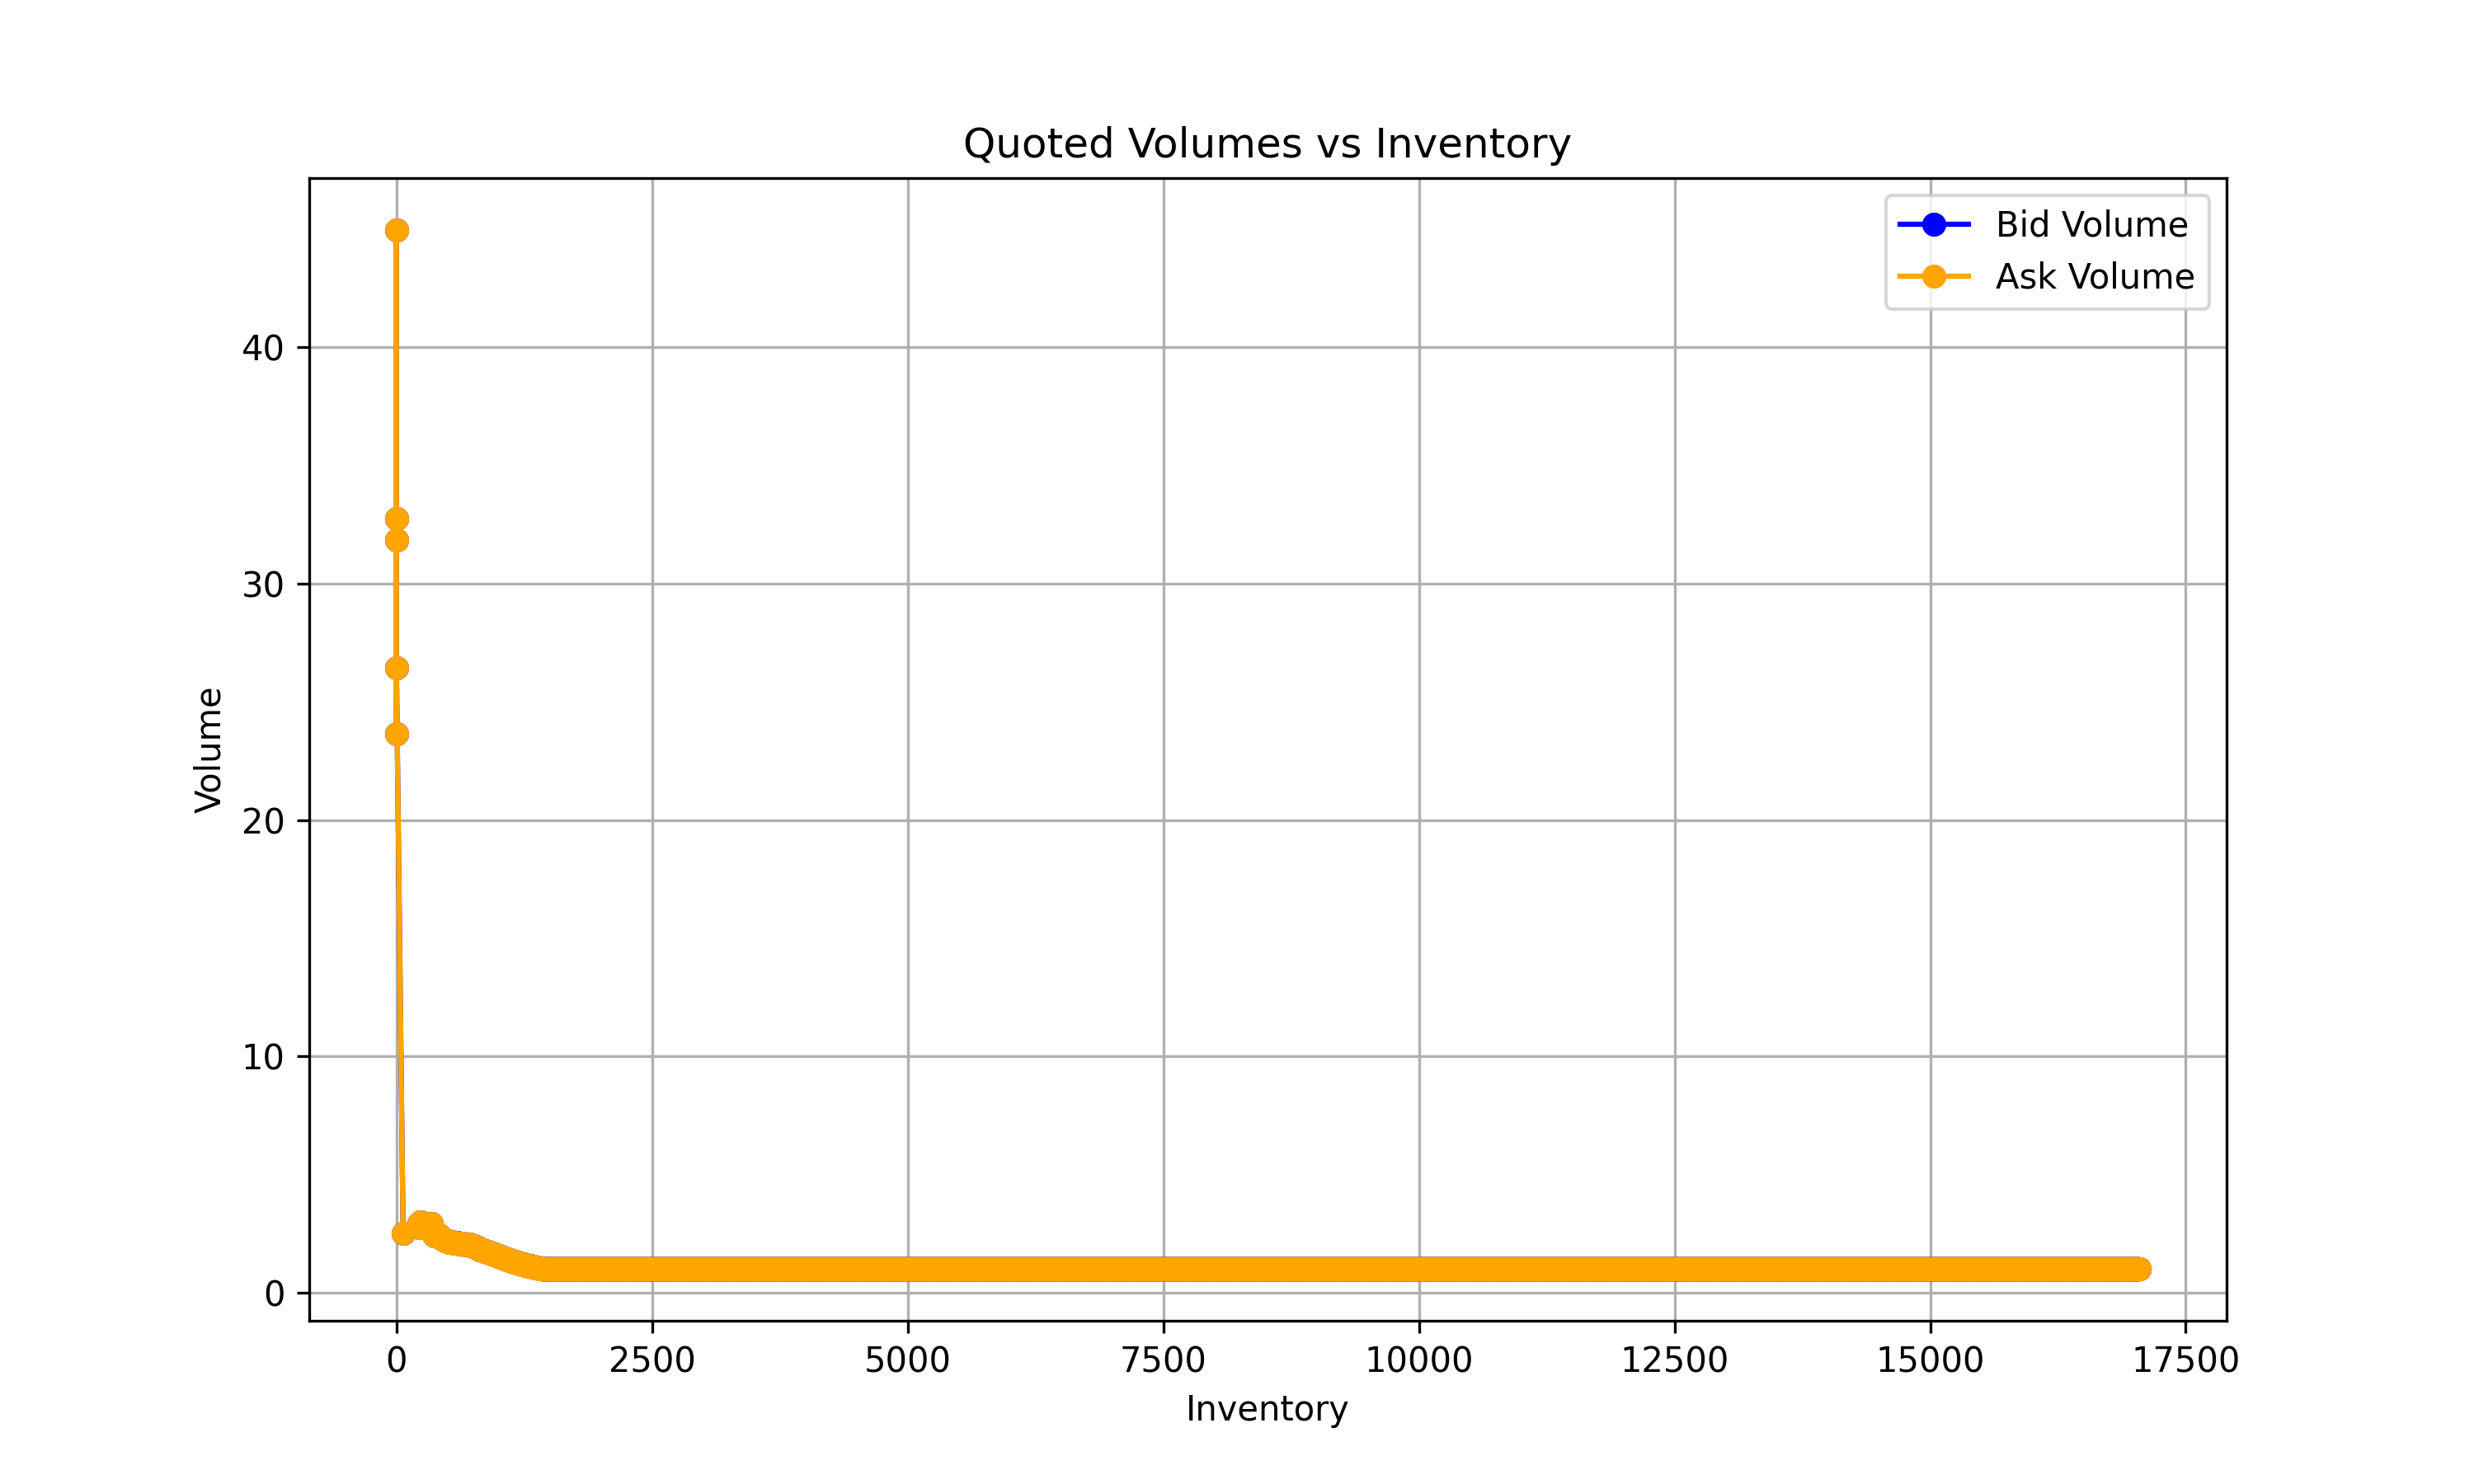 Quoted Volumes vs Inventory
Bid Volume
Ask Volume
40
30
20
10
0
Volume
0 2500 5000 7500 10000 12500 15000 17500
Inventory